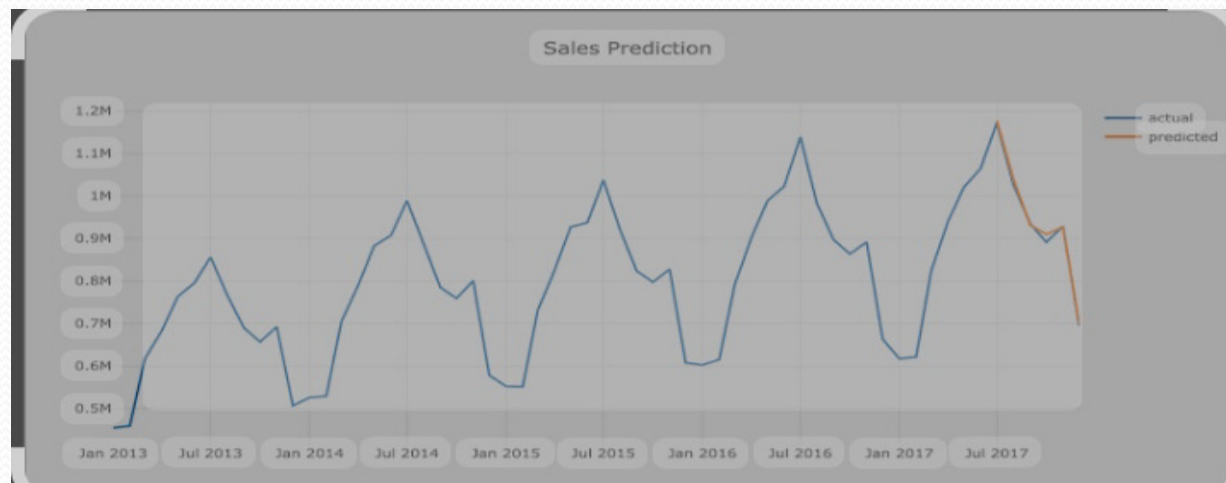 Sales Prediction
1.2M
1.1M
1M
0.9M
0.8M
0.7M
0.6M
0.5M
actual
predicted
Jan 2013 Jul 2013 Jan 2014 Jul 2014 Jan 2015 Jul 2015 Jan 2016 Jul 2016 Jan 2017 Jul 2017